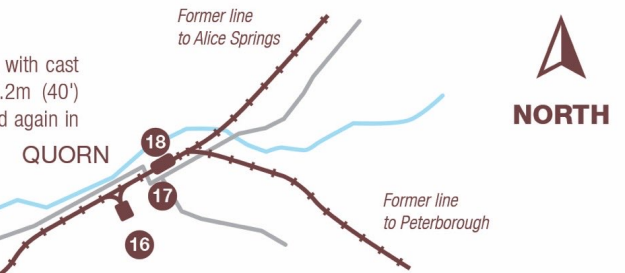 Former line
to Alice Springs
with cast
.2m (40')
d again in
NORTH
QUORN
18
17
16
Former line
to Peterborough